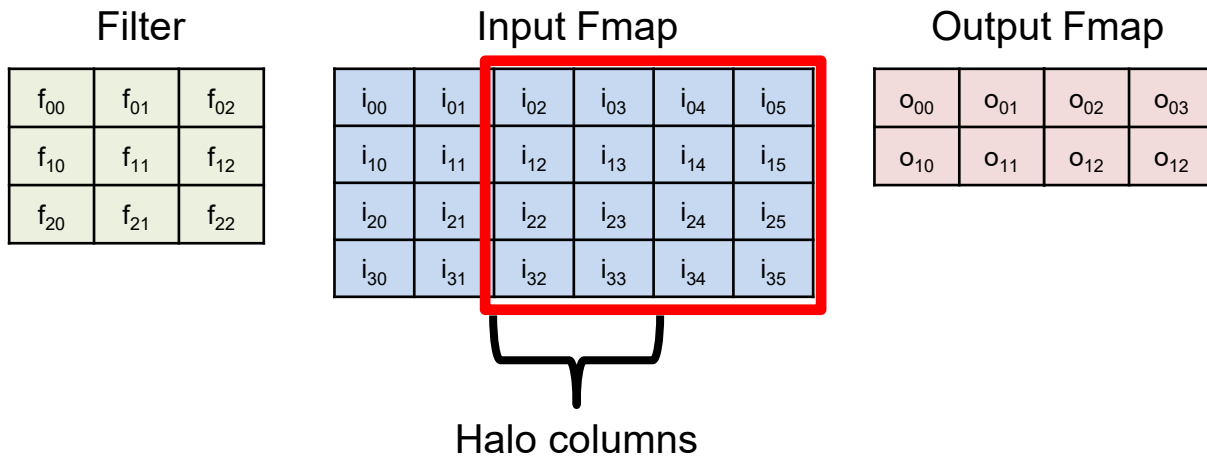 Filter
Input Fmap
Output Fmap
f00 f01 f02
f10 f11 f12
f20 f21 f22
i00 i01 i02 i03 i04 i05
i10 i11 i12 i13 i14 i15
i20 i21 i22 i23 i24 i25
i30 i31 i32 i33 i34 i35
o00 o01 o02 o03
o10 o11 o12 o12
Halo columns